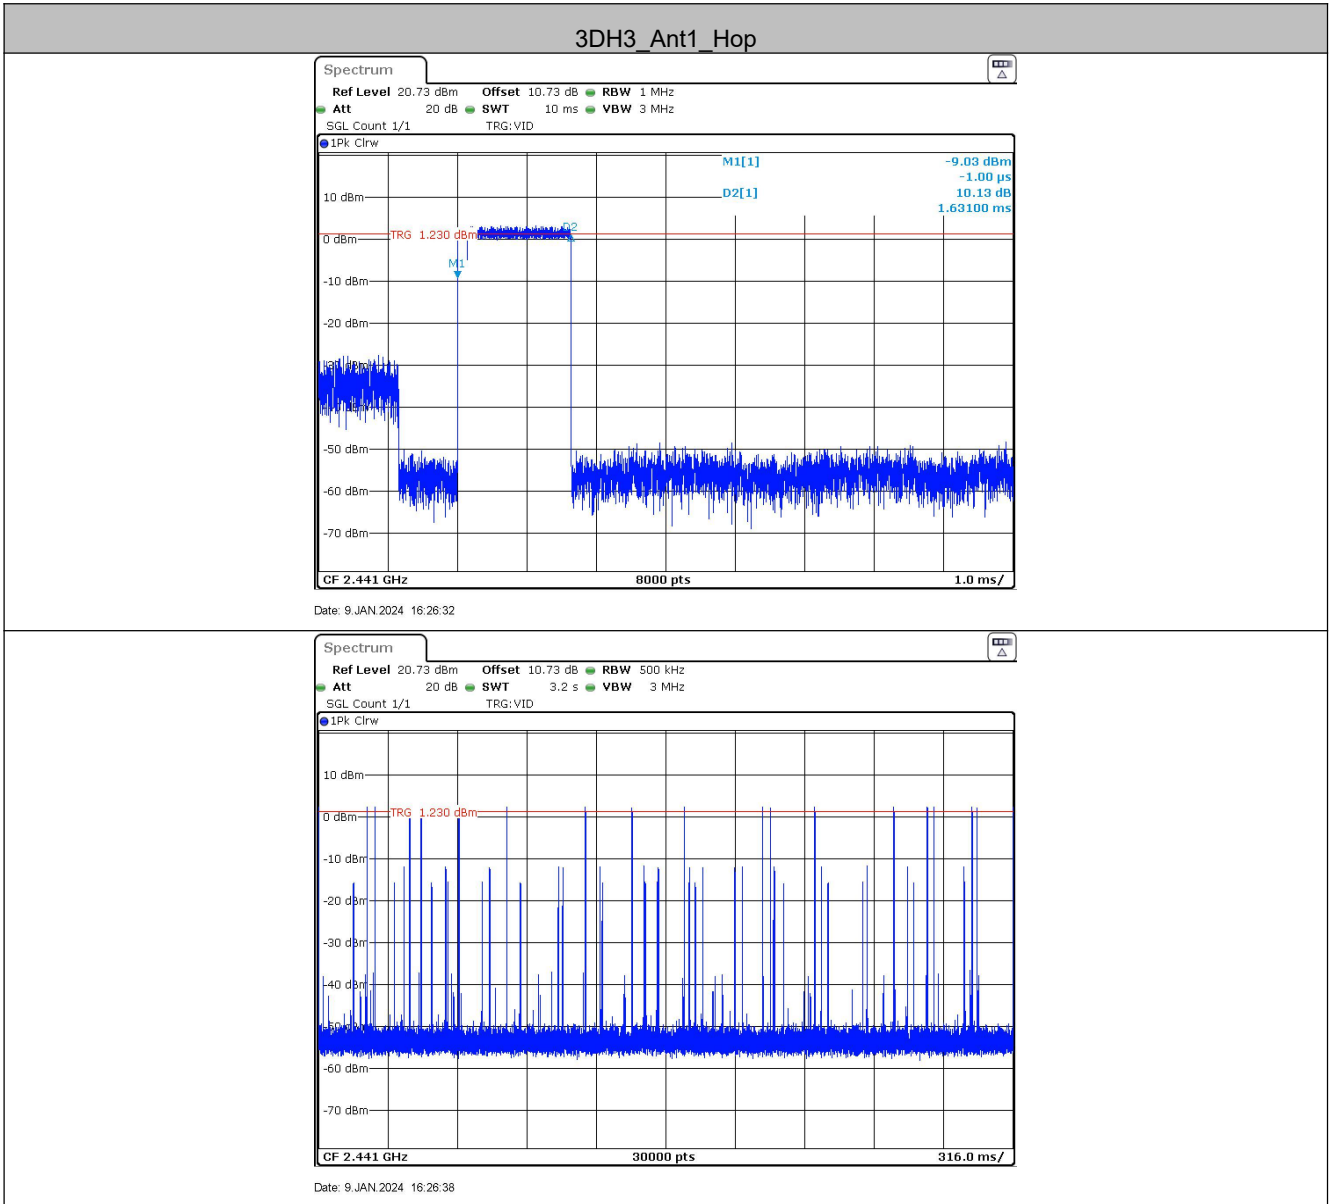 3DH3_Ant1_Hop
Spectrum
Ref Level 20.73 dBm Offset 10.73 dB RBW 1 MHz
Att 20 dB SWT 10 ms VBW 3 MHz
SGL Count 1/1 TRG:VID
1Pk Clrw
M1[1] -9.03 dBm
-1.00 µs
D2[1] 10.13 dB
1.63100 ms
10 dBm
D2
TRG 1.230 dBm
0 dBm
M1
-10 dBm
-20 dBm
-30 dBm
-50 dBm
-60 dBm
-70 dBm
CF 2.441 GHz 8000 pts 1.0 ms/
Date: 9.JAN.2024 16:26:32
Spectrum
Ref Level 20.73 dBm Offset 10.73 dB RBW 500 kHz
Att 20 dB SWT 3.2 s VBW 3 MHz
SGL Count 1/1 TRG:VID
1Pk Clrw
10 dBm
TRG 1.230 dBm
0 dBm
-10 dBm
-20 dBm
-30 dBm
-40 dBm
-50 dBm
-60 dBm
-70 dBm
CF 2.441 GHz 30000 pts 316.0 ms/
Date: 9.JAN.2024 16:26:38